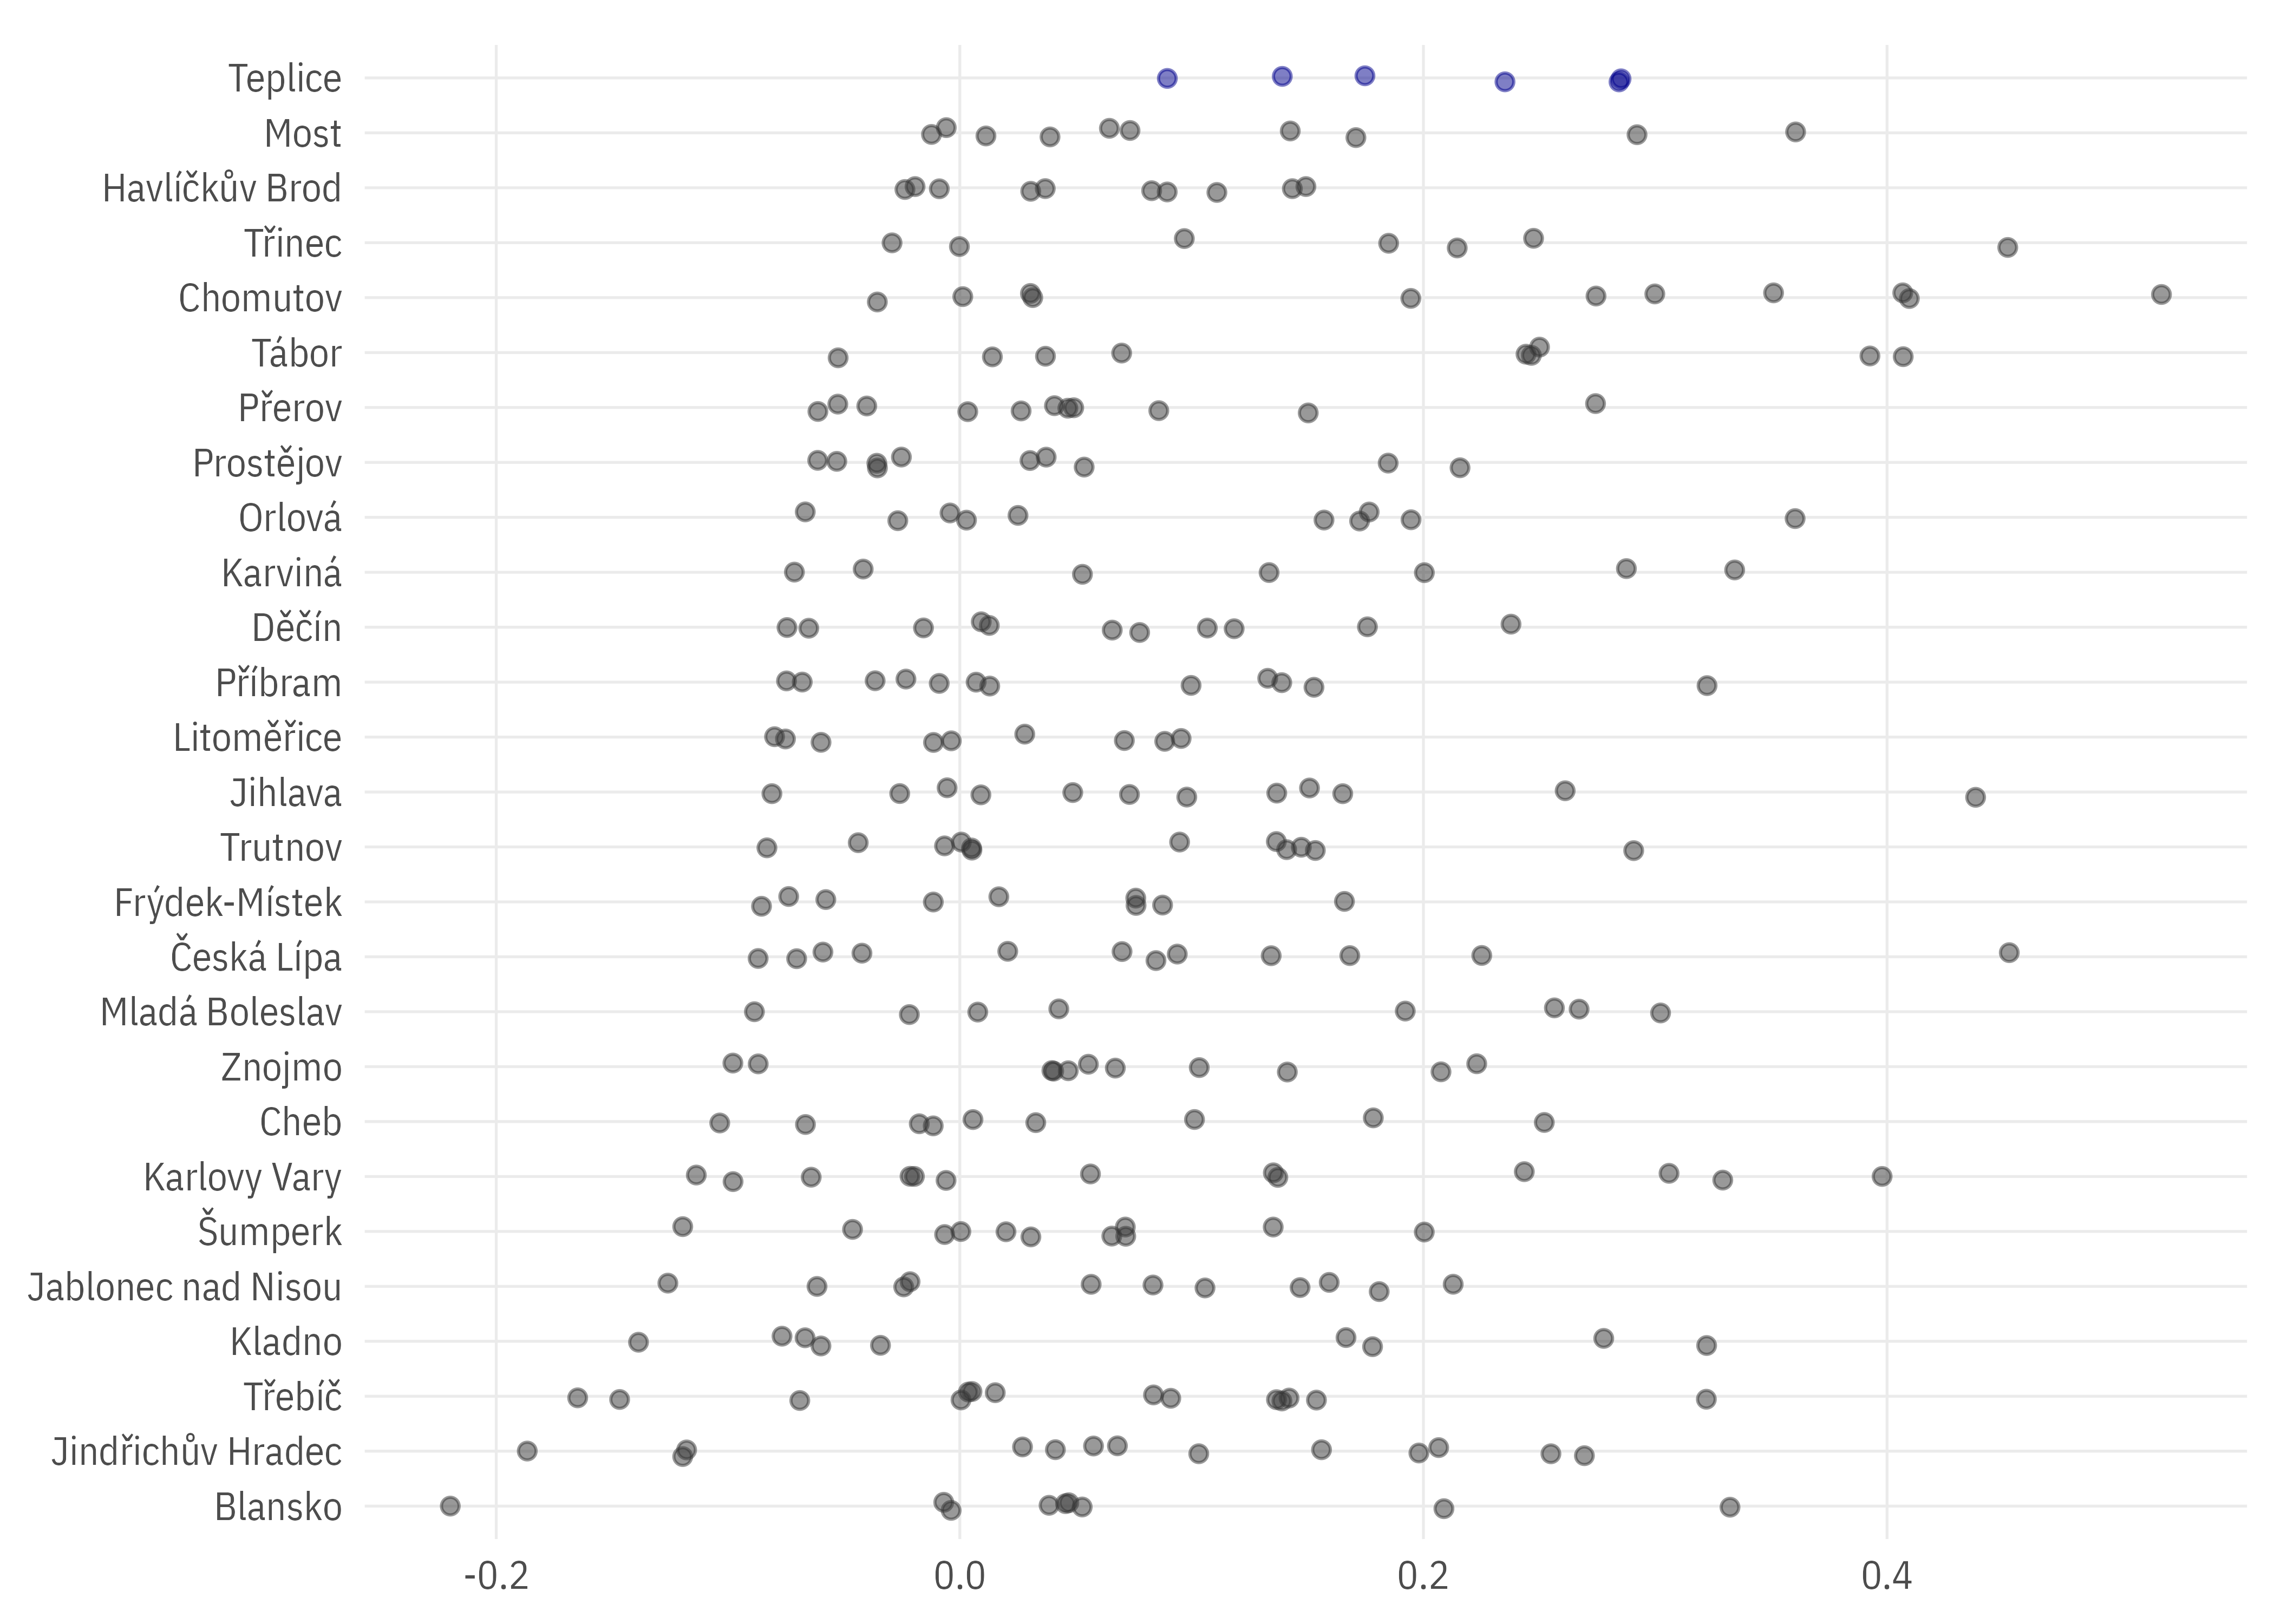 Teplice
Most
Havlíčkův Brod
Třinec
Chomutov
Tábor
Přerov
Prostějov
Orlová
Karviná
Děčín
Příbram
Litoměřice
Jihlava
Trutnov
Frýdek-Místek
Česká Lípa
Mladá Boleslav
Znojmo
Cheb
Karlovy Vary
Šumperk
Jablonec nad Nisou
Kladno
Třebíč
Jindřichův Hradec
Blansko
-0.2 0.0 0.2 0.4